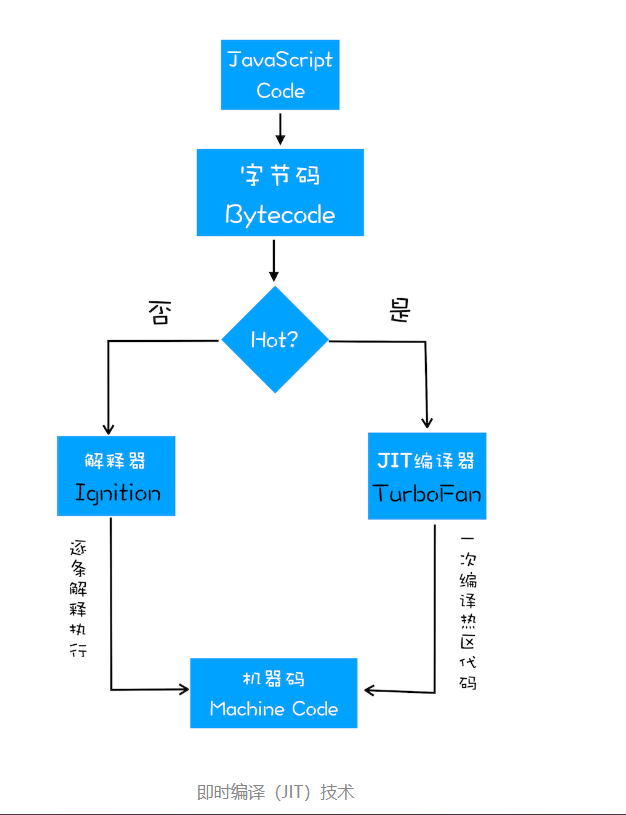 JavaScript
Code
字节码
Bytecode
否
是
Hot?
解释器
Ignition
JIT编译器
TurboFan
逐条解释执行
一次编译热区代码
机器码
Machine Code
即时编译（JIT）技术